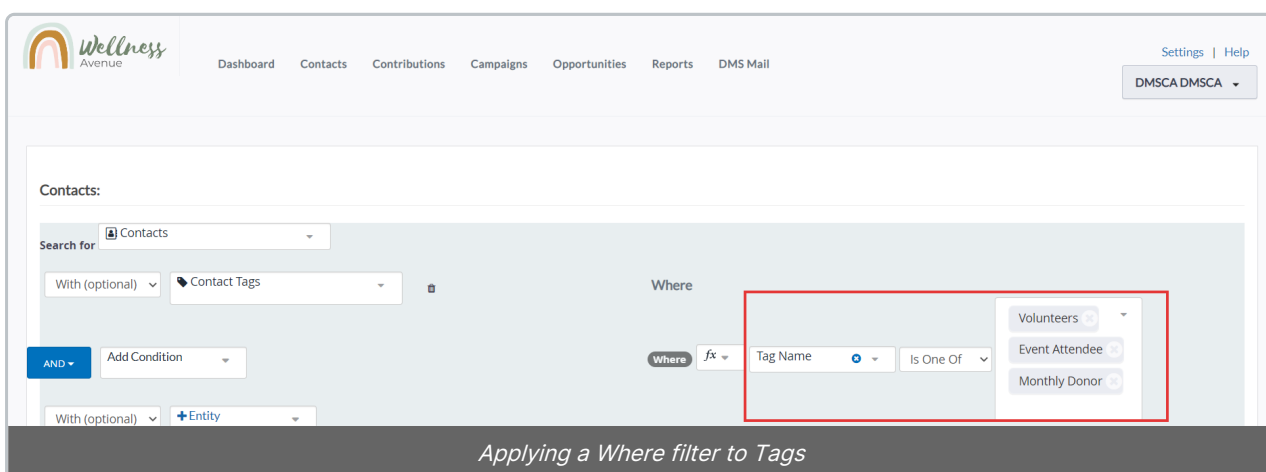 Wellness
Avenue
Dashboard Contacts Contributions Campaigns Opportunities Reports DMS Mail
Settings | Help
DMSCA DMSCA
Contacts:
Search for Contacts
With (optional) Contact Tags
Where
AND Add Condition
Where fx Tag Name Is One Of
Volunteers
Event Attendee
Monthly Donor
With (optional) +Entity
Applying a Where filter to Tags